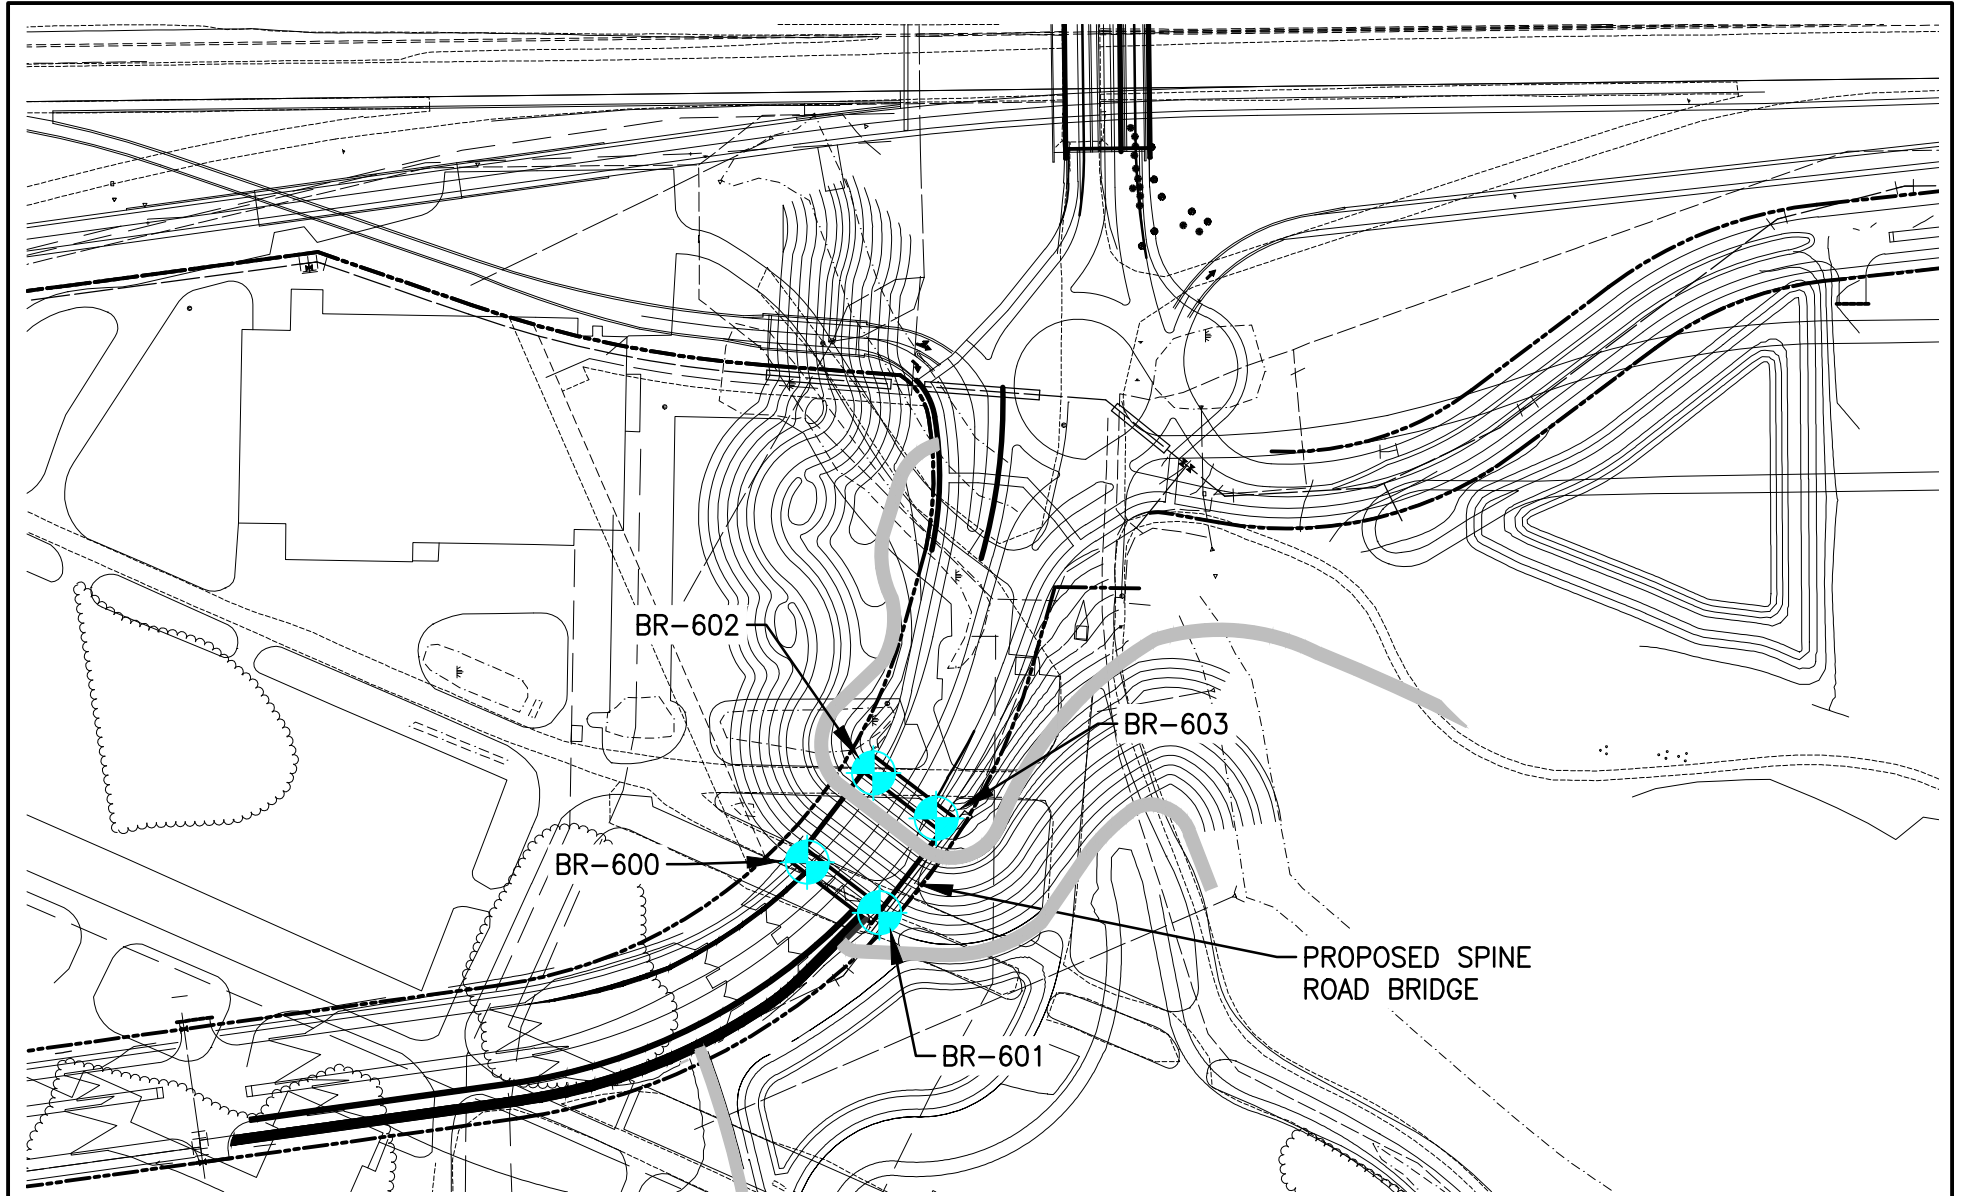 BR-602
BR-603
BR-600
PROPOSED SPINE
ROAD BRIDGE
BR-601